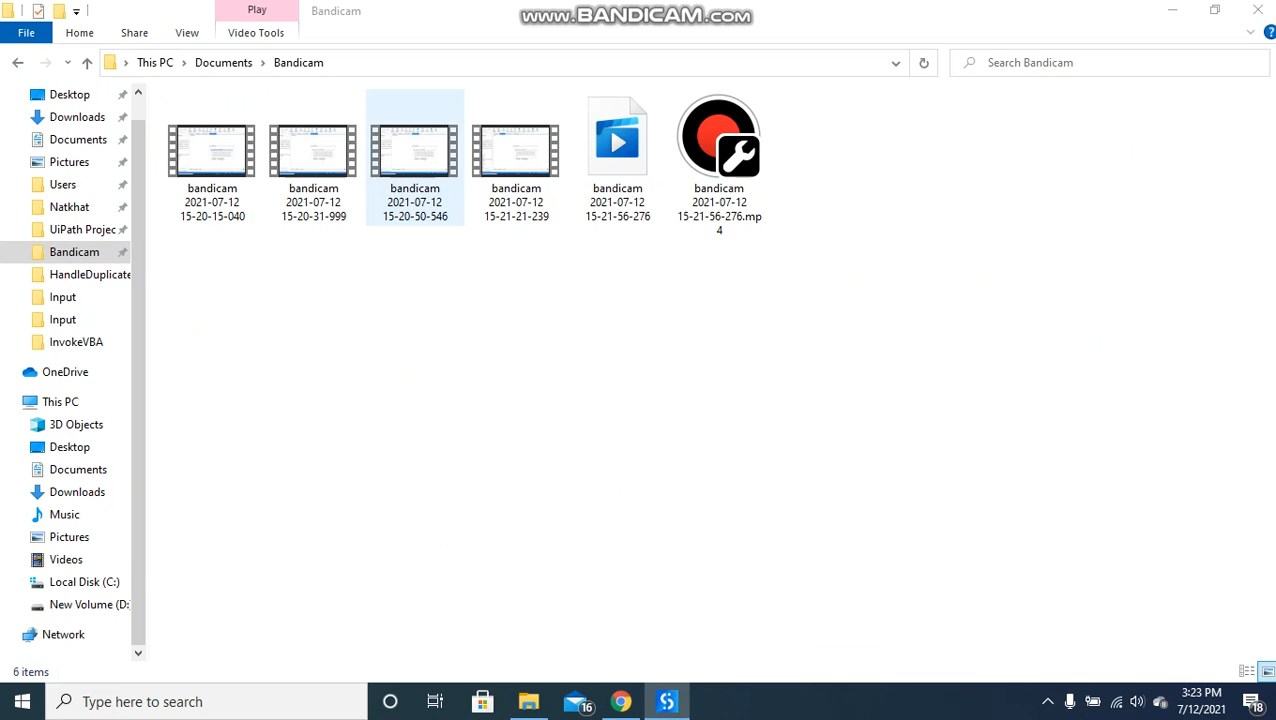 Play
Bandicam
www.BANDICAM.com
File
Home
Share
View
Video Tools
This PC
Documents
Bandicam
Search Bandicam
Desktop
Downloads
Documents
Pictures
Users
Natkhat
UiPath Projec
Bandicam
HandleDuplicate
Input
Input
InvokeVBA
OneDrive
This PC
3D Objects
Desktop
Documents
Downloads
Music
Pictures
Videos
Local Disk (C:)
New Volume (D:
Network
bandicam
2021-07-12
15-20-15-040
bandicam
2021-07-12
15-20-31-999
bandicam
2021-07-12
15-20-50-546
bandicam
2021-07-12
15-21-21-239
bandicam
2021-07-12
15-21-56-276
bandicam
2021-07-12
15-21-56-276.mp
4
6 items
Type here to search
16
3:23 PM
7/12/2021
18